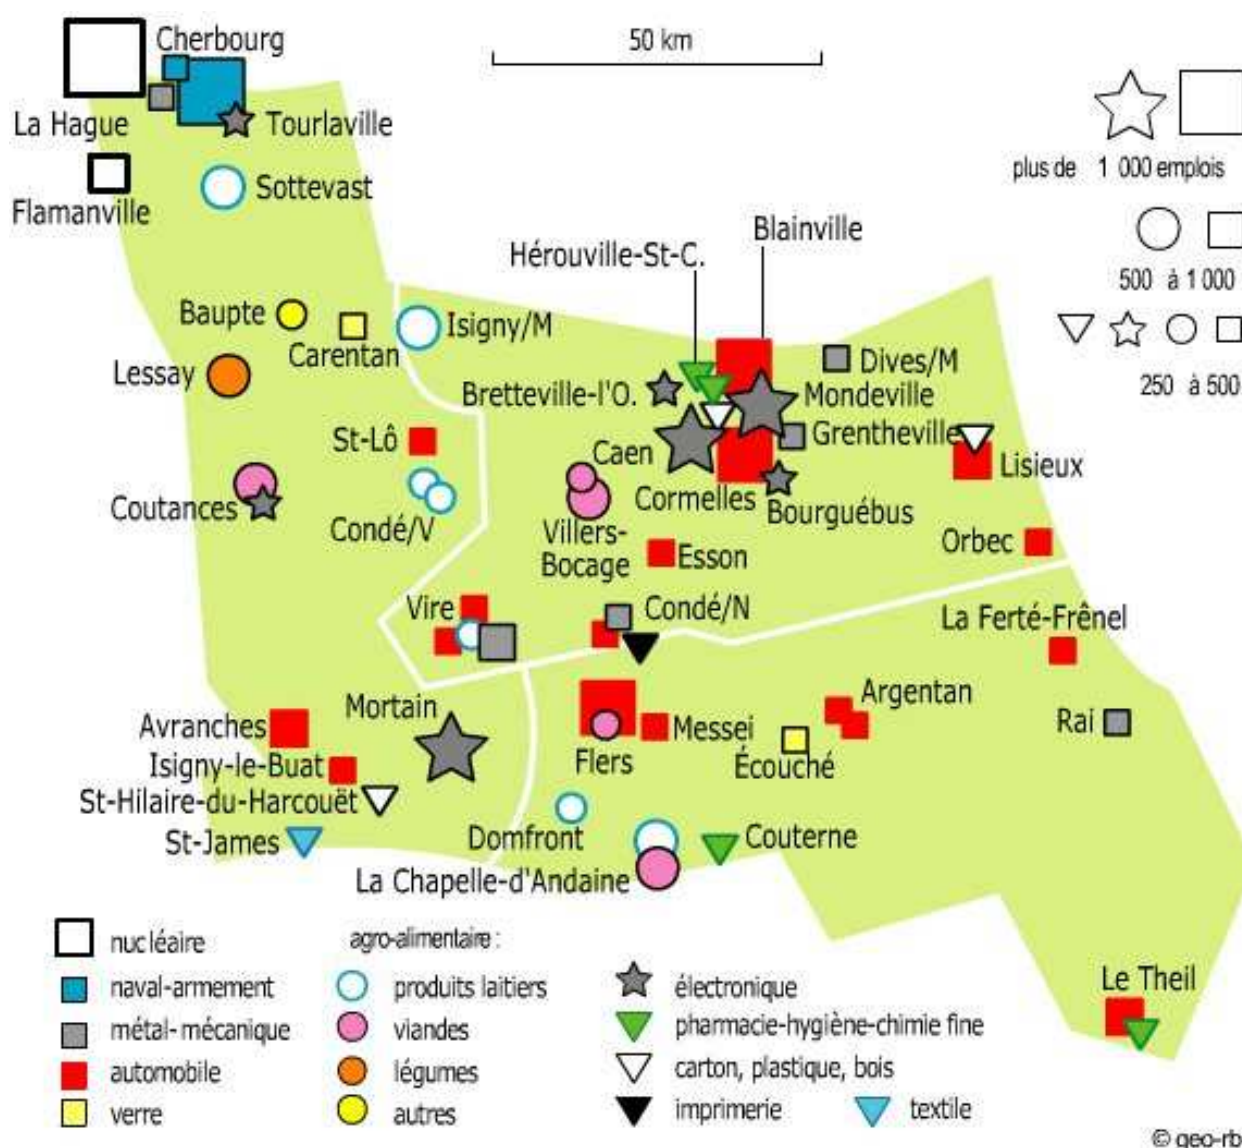 Cherbourg
50 km
La Hague
Tourlaville
plus de 1 000 emplois
Sottevast
Flamanville
Blainville
Hérouville-St-C.
500 à 1 000
Baupte
Isigny/M
Carentan
Dives/M
Lessay
Bretteville-l'O.
Mondeville
250 à 500
St-Lô
Grentheville
Caen
Lisieux
Cormelles
Coutances
Condé/V
Bourguébus
Villers-
Bocage
Orbec
Esson
Vire
Condé/N
La Ferté-Frênel
Mortain
Argentan
Avranches
Messei
Rai
Isigny-le-Buat
Flers
Écouché
St-Hilaire-du-Harcouët
St-James
Domfront
Couterne
La Chapelle-d'Andaine
nucléaire
agro-alimentaire :
Le Theil
naval-armement
produits laitiers
électronique
métal-mécanique
viandes
pharmacie-hygiène-chimie fine
automobile
légumes
carton, plastique, bois
verre
autres
imprimerie
textile
© geo-rb